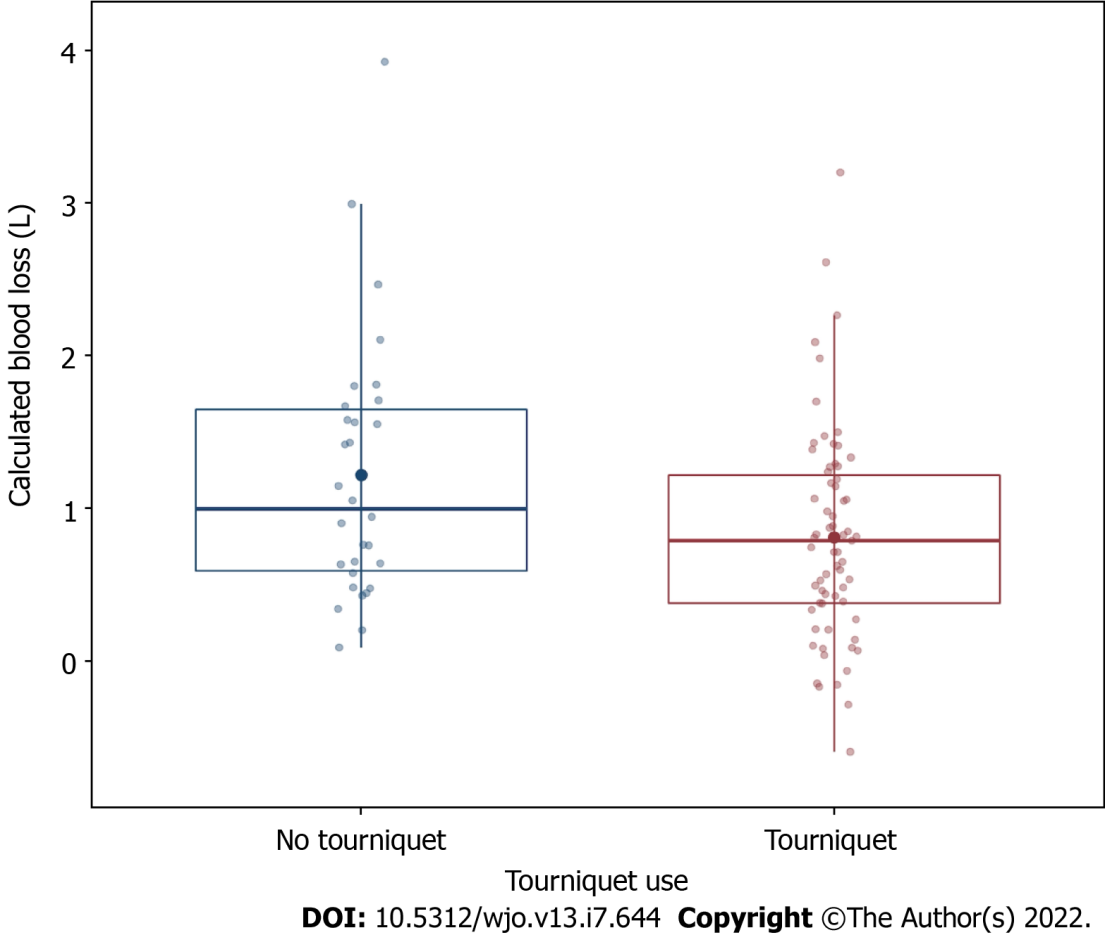 Calculated blood loss (L)
4
3
2
1
0
No tourniquet Tourniquet
Tourniquet use
DOI: 10.5312/wjo.v13.i7.644 Copyright ©The Author(s) 2022.